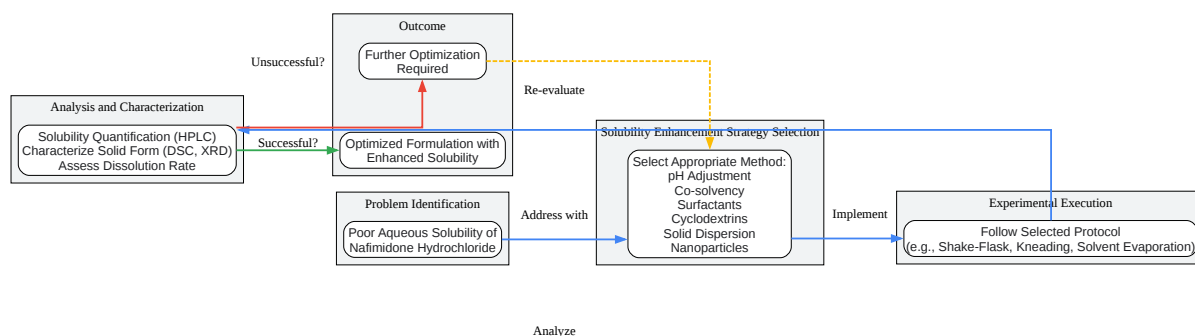 Outcome
Further Optimization
Required
Unsuccessful?
Re-evaluate
Analysis and Characterization
Solubility Quantification (HPLC)
Characterize Solid Form (DSC, XRD)
Assess Dissolution Rate
Successful?
Optimized Formulation with
Enhanced Solubility
Solubility Enhancement Strategy Selection
Select Appropriate Method:
pH Adjustment
Co-solvency
Surfactants
Cyclodextrins
Solid Dispersion
Nanoparticles
Problem Identification
Poor Aqueous Solubility of
Nafimidone Hydrochloride
Address with
Implement
Experimental Execution
Follow Selected Protocol
(e.g., Shake-Flask, Kneading, Solvent Evaporation)
Analyze